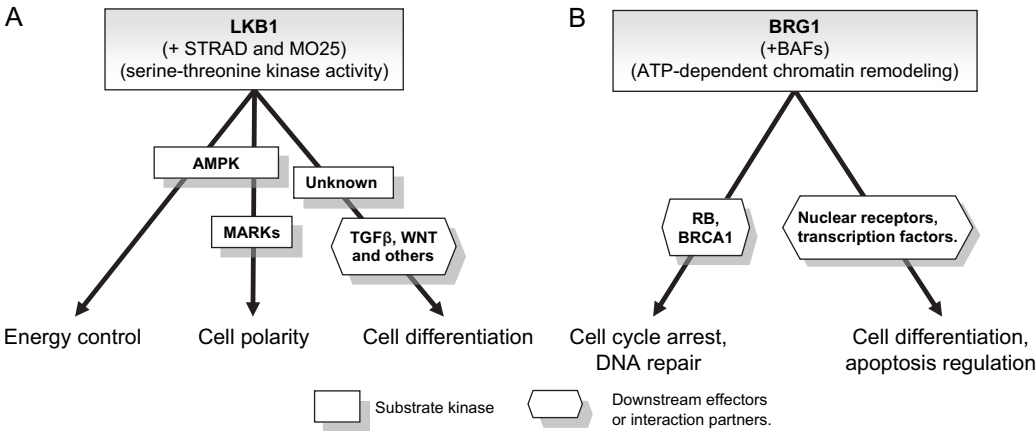 A
LKB1
(+ STRAD and MO25)
(serine-threonine kinase activity)
AMPK
Unknown
MARKs
TGFβ, WNT
and others
Energy control
Cell polarity
Cell differentiation
B
BRG1
(+BAFs)
(ATP-dependent chromatin remodeling)
RB,
BRCA1
Nuclear receptors,
transcription factors.
Cell cycle arrest,
DNA repair
Cell differentiation,
apoptosis regulation
Substrate kinase
Downstream effectors
or interaction partners.